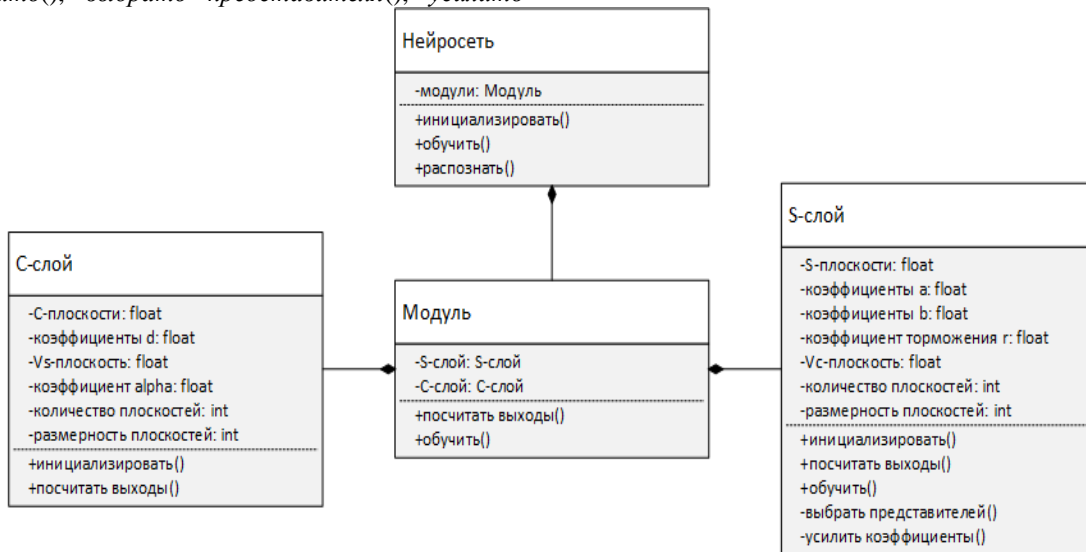 выбрать представителя(), усилить
Нейросеть
-модули: Модуль
+инициализировать()
+обучить()
+распознать()
C-слой
-C-плоскости: float
-коэффициенты d: float
-Vs-плоскость: float
-коэффициент alpha: float
-количество плоскостей: int
-размерность плоскостей: int
+инициализировать()
+посчитать выходы()
Модуль
-S-слой: S-слой
-C-слой: C-слой
+посчитать выходы()
+обучить()
S-слой
-S-плоскости: float
-коэффициенты a: float
-коэффициенты b: float
-коэффициент торможения r: float
-Vc-плоскость: float
-количество плоскостей: int
-размерность плоскостей: int
+инициализировать()
+посчитать выходы()
+обучить()
-выбрать представителей()
-усилить коэффициенты()